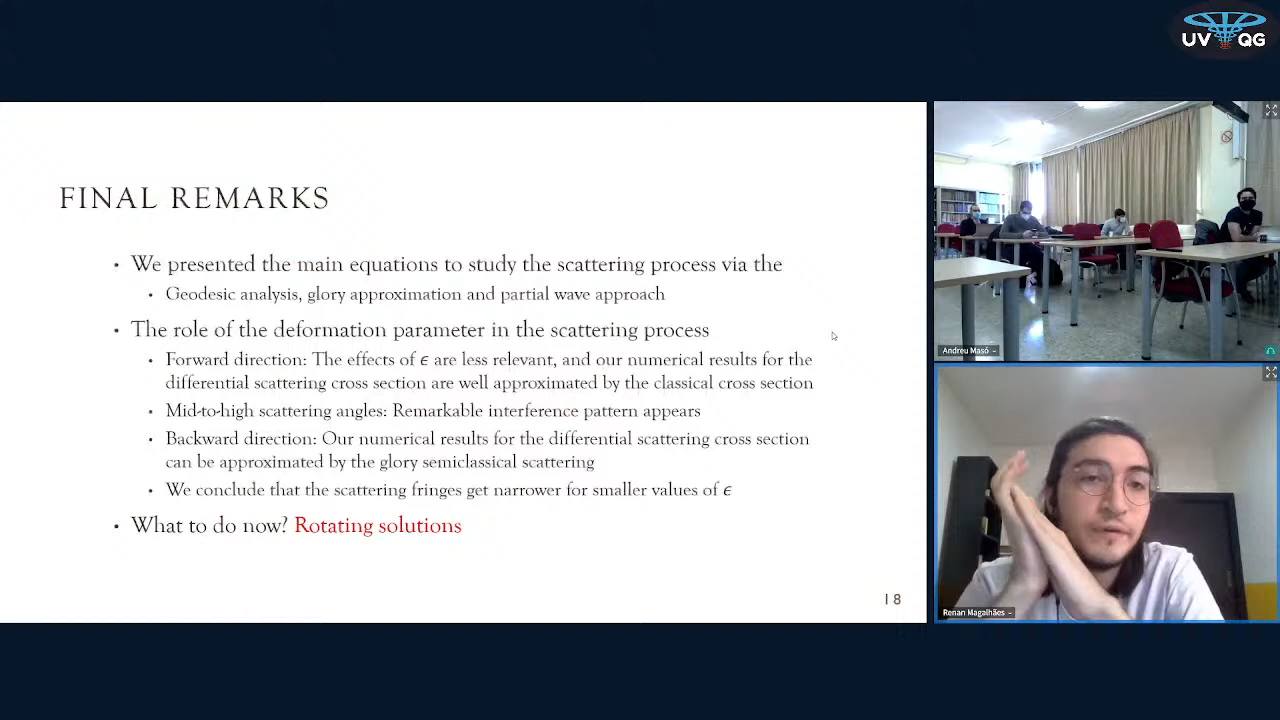 UV QG
FINAL REMARKS
• We presented the main equations to study the scattering process via the
• Geodesic analysis, glory approximation and partial wave approach
• The role of the deformation parameter in the scattering process
• Forward direction: The effects of ϵ are less relevant, and our numerical results for the
differential scattering cross section are well approximated by the classical cross section
• Mid-to-high scattering angles: Remarkable interference pattern appears
• Backward direction: Our numerical results for the differential scattering cross section
can be approximated by the glory semiclassical scattering
• We conclude that the scattering fringes get narrower for smaller values of ϵ
• What to do now? Rotating solutions
18
Andreu Masó
Renan Magalhães